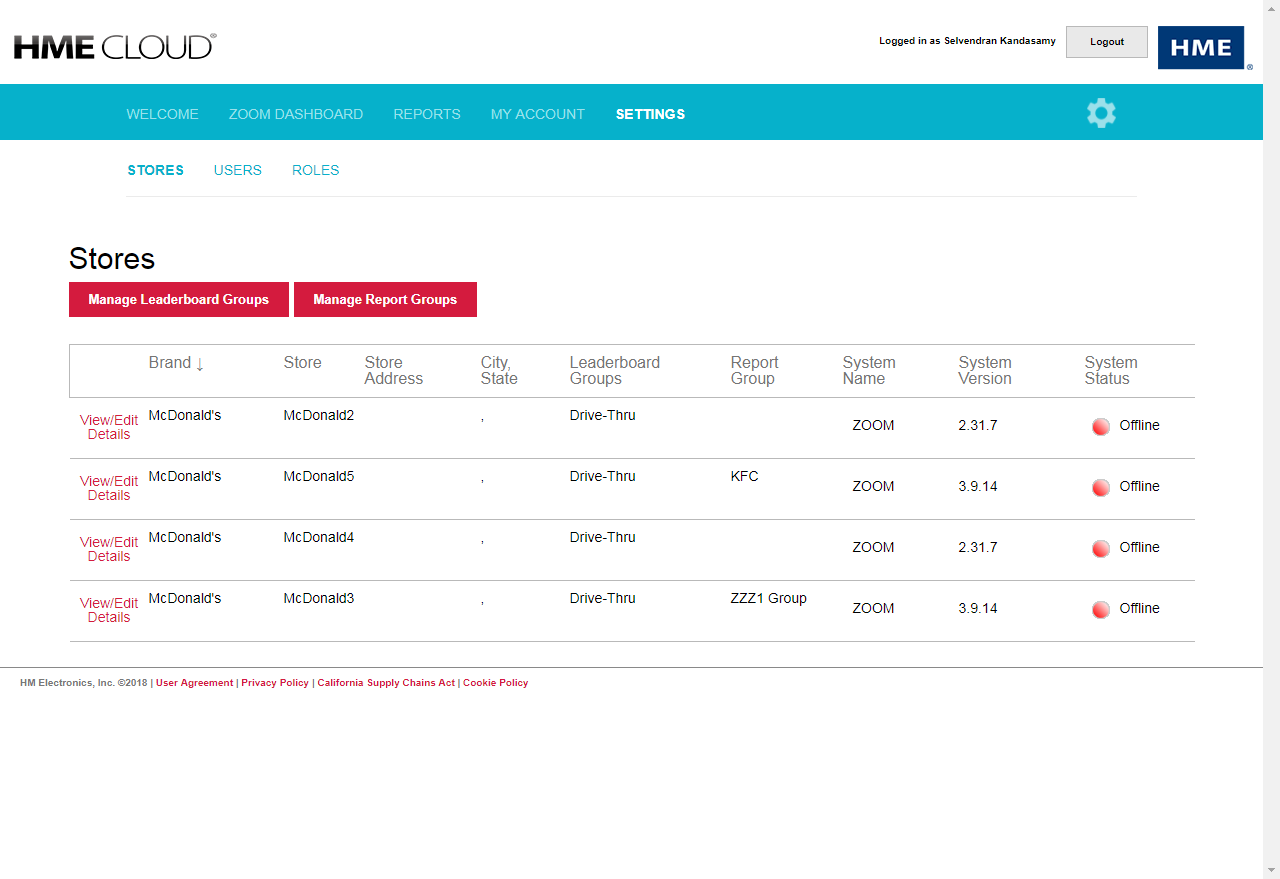 HME CLOUD®
Logged in as Selvendran Kandasamy Logout HME®
WELCOME ZOOM DASHBOARD REPORTS MY ACCOUNT SETTINGS
STORES USERS ROLES
Stores
Manage Leaderboard Groups Manage Report Groups
Brand ↓ Store Store Address City, State Leaderboard Groups Report Group System Name System Version System Status
View/Edit Details McDonald's McDonald2 , Drive-Thru ZOOM 2.31.7 Offline
View/Edit Details McDonald's McDonald5 , Drive-Thru KFC ZOOM 3.9.14 Offline
View/Edit Details McDonald's McDonald4 , Drive-Thru ZOOM 2.31.7 Offline
View/Edit Details McDonald's McDonald3 , Drive-Thru ZZZ1 Group ZOOM 3.9.14 Offline
HM Electronics, Inc. ©2018 | User Agreement | Privacy Policy | California Supply Chains Act | Cookie Policy